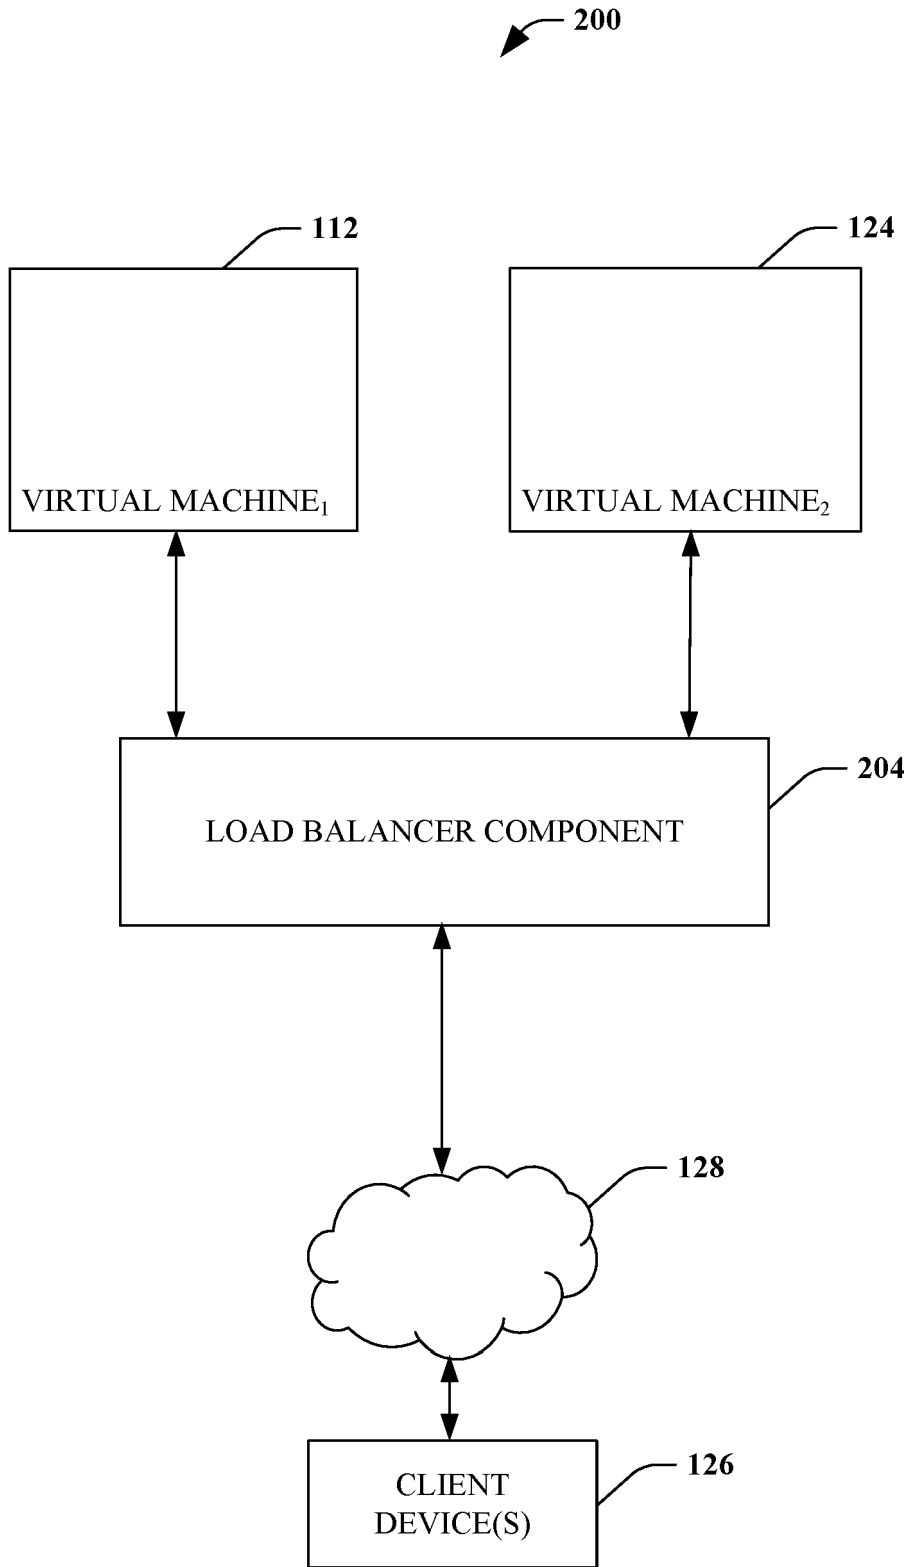 200
112
124
VIRTUAL MACHINE₁
VIRTUAL MACHINE₂
204
LOAD BALANCER COMPONENT
128
126
CLIENT
DEVICE(S)